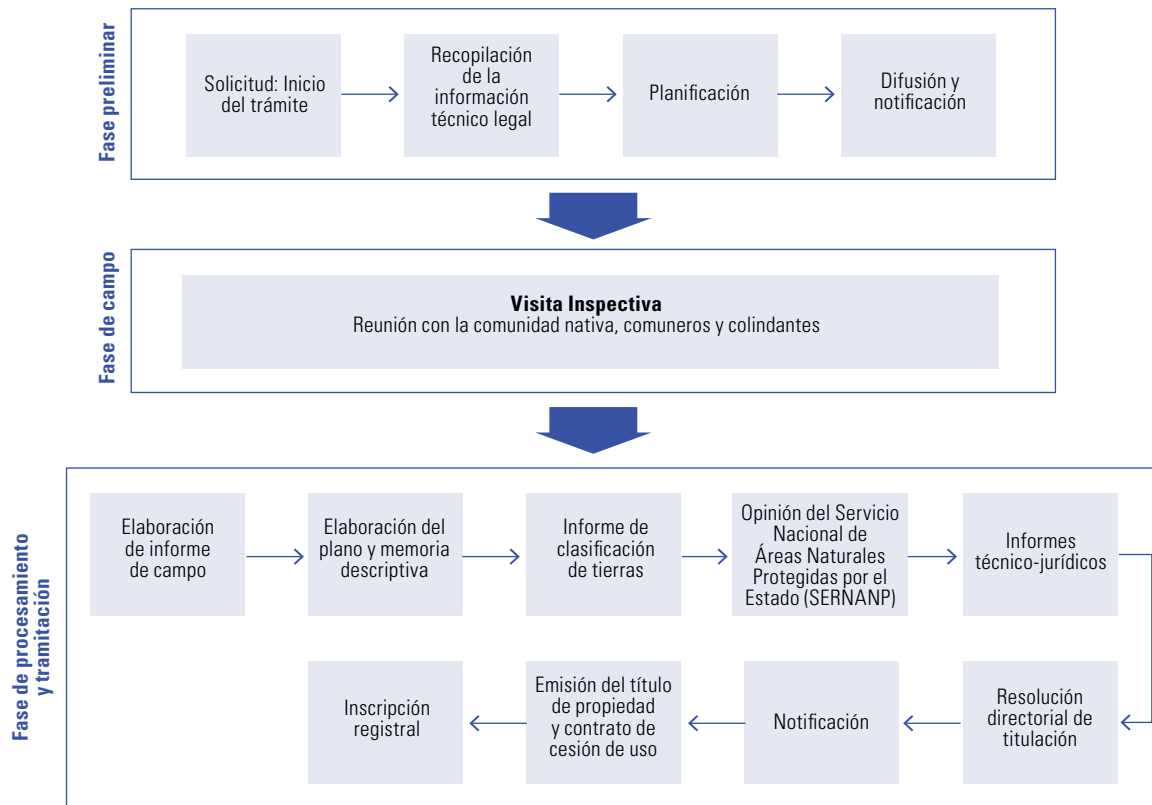 Fase preliminar
Solicitud: Inicio
del trámite
Recopilación
de la
información
técnico legal
Planificación
Difusión y
notificación
Fase de campo
Visita Inspectiva
Reunión con la comunidad nativa, comuneros y colindantes
Fase de procesamiento
y tramitación
Elaboración
de informe
de campo
Elaboración del
plano y memoria
descriptiva
Informe de
clasificación
de tierras
Opinión del Servicio
Nacional de
Áreas Naturales
Protegidas por el
Estado (SERNANP)
Informes
técnico-jurídicos
Resolución
directorial de
titulación
Notificación
Emisión del título
de propiedad
y contrato de
cesión de uso
Inscripción
registral